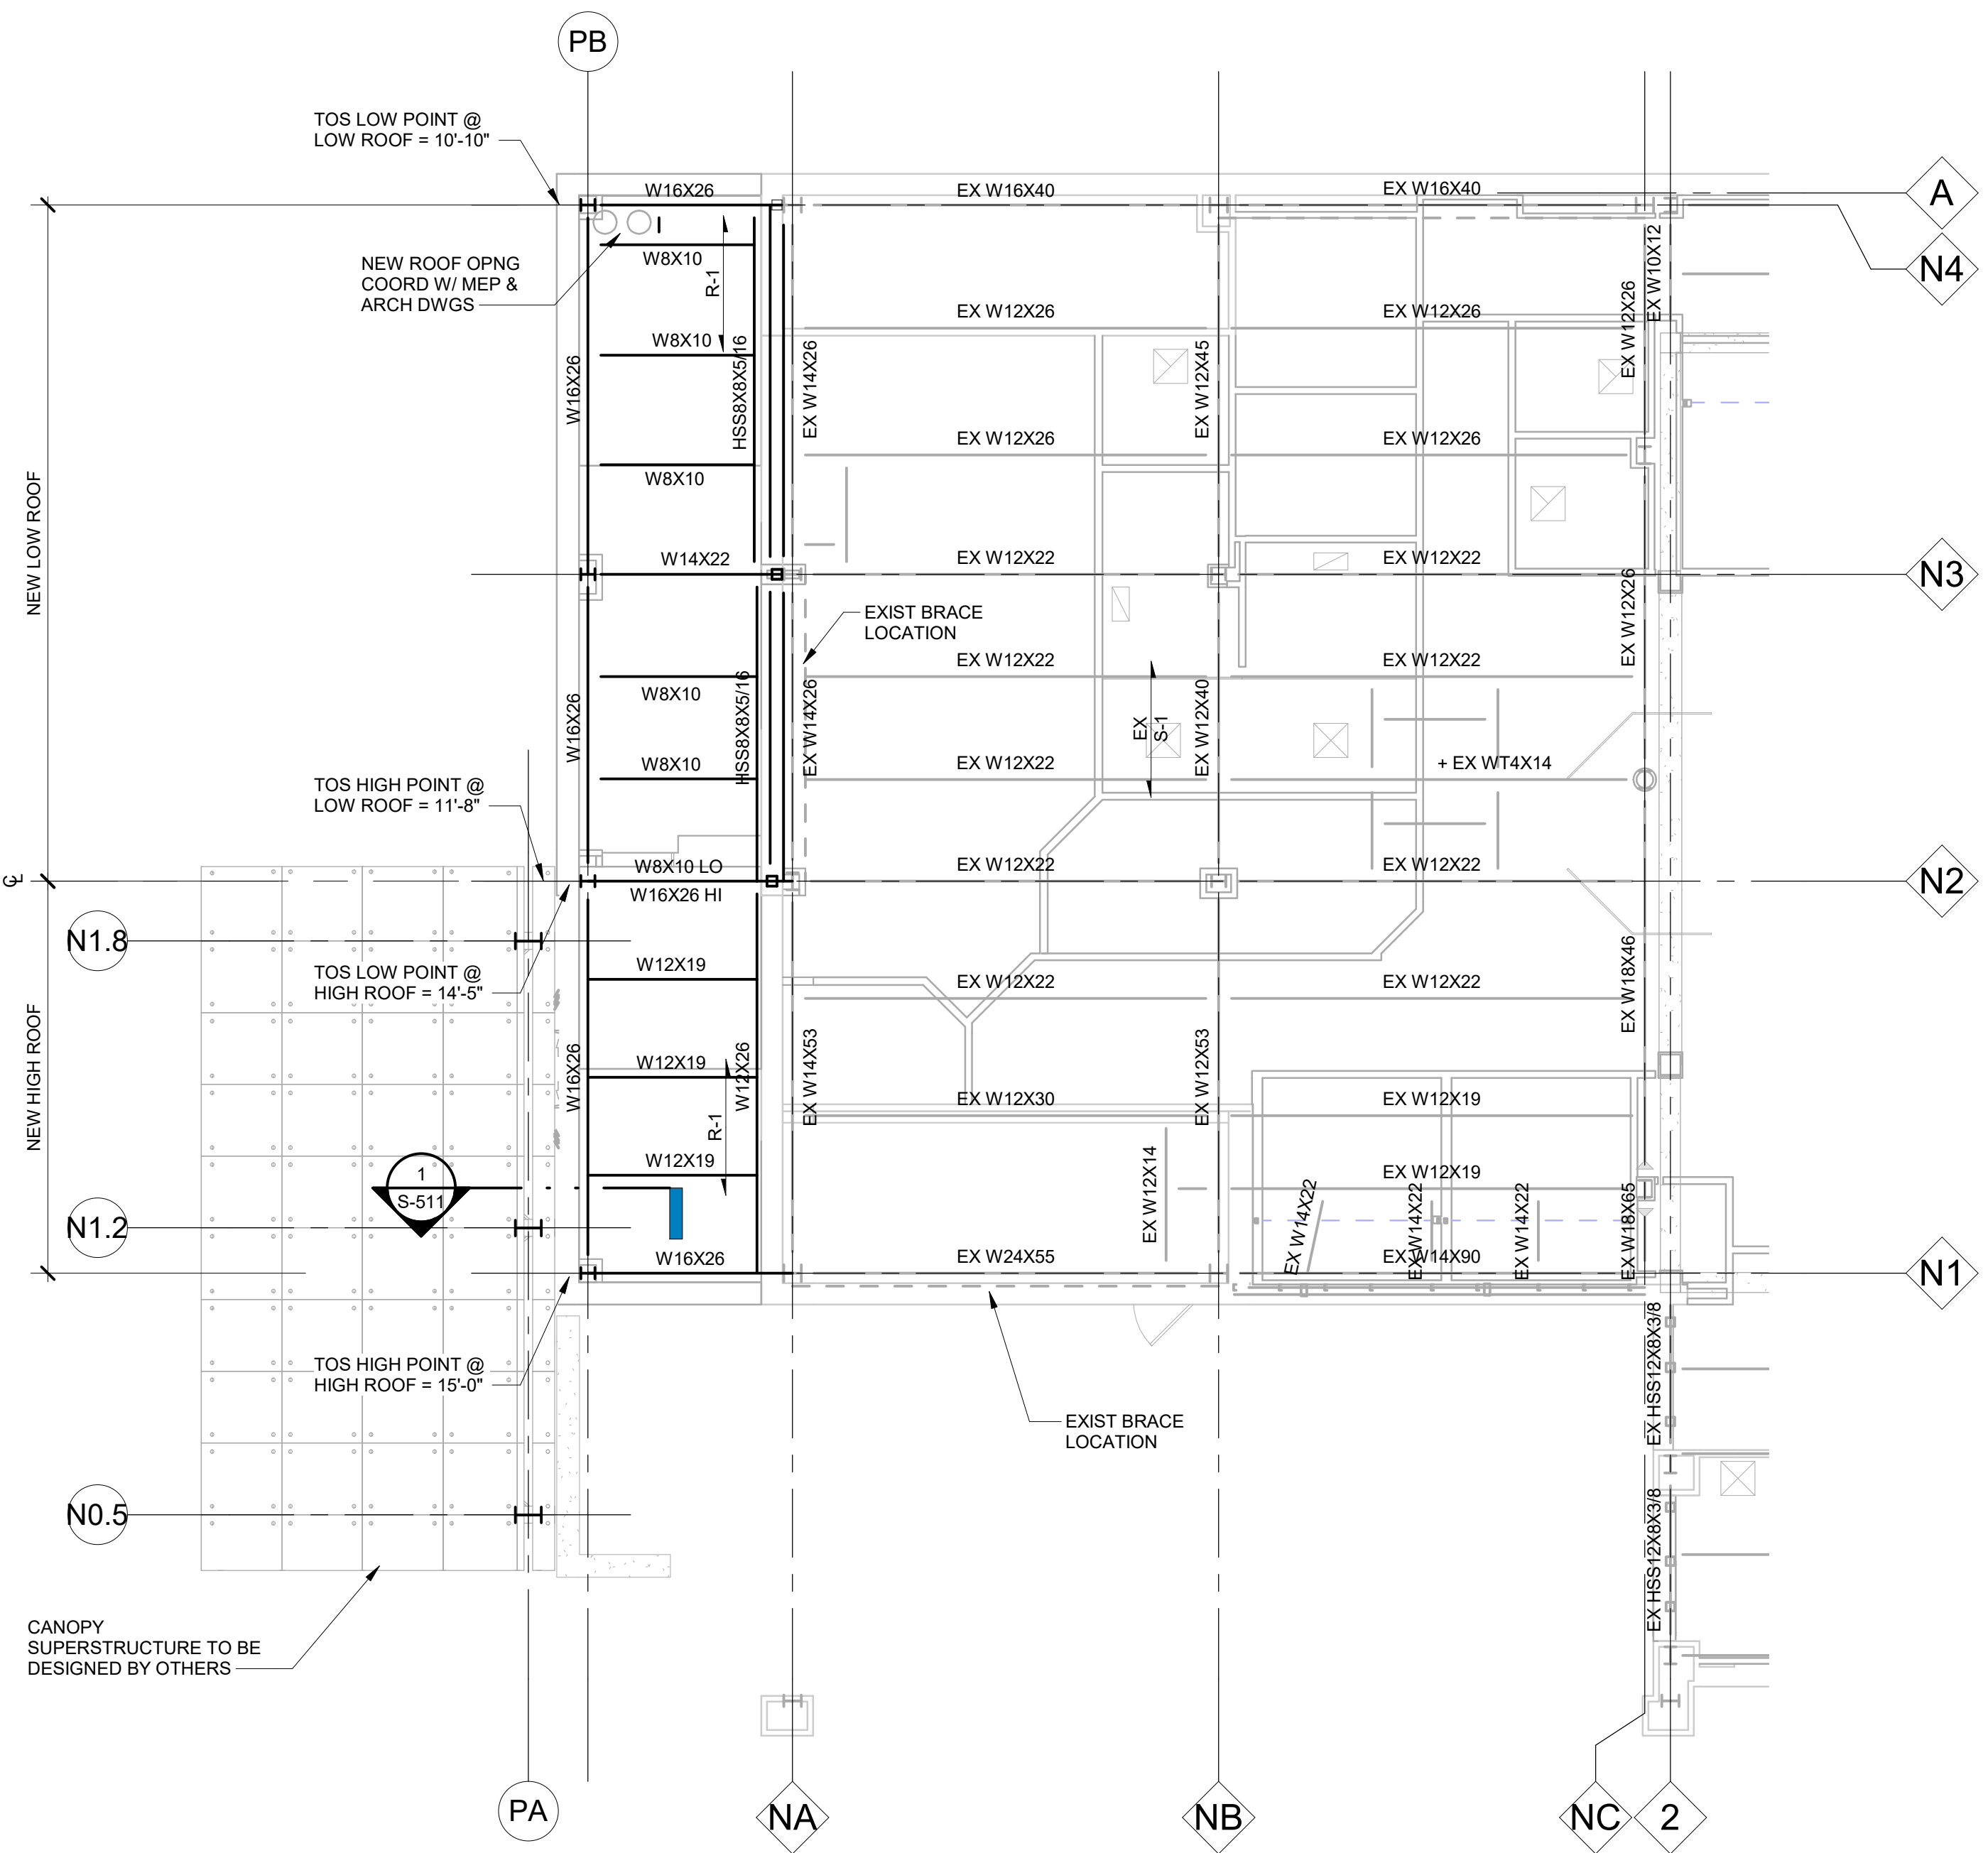 PB
TOS LOW POINT @
LOW ROOF = 10'-10"
W16X26
EX W16X40
EX W16X40
A
N4
NEW ROOF OPNG
COORD W/ MEP &
ARCH DWGS
W8X10
R-1
EX W10X12
EX W12X26
EX W12X26
EX W12X26
W8X10
W16X26
HSS8X8X5/16
EX W14X26
EX W12X45
EX W12X26
EX W12X26
W8X10
NEW LOW ROOF
W14X22
EX W12X22
EX W12X22
N3
EXIST BRACE
LOCATION
EX W12X26
EX W12X22
EX W12X22
W8X10
W16X26
HSS8X8X5/16
EX W14X26
EX
S-1
EX W12X40
W8X10
EX W12X22
+ EX WT4X14
TOS HIGH POINT @
LOW ROOF = 11'-8"
W8X10 LO
W16X26 HI
EX W12X22
EX W12X22
CL
N2
N1.8
TOS LOW POINT @
HIGH ROOF = 14'-5"
W12X19
EX W12X22
EX W12X22
EX W18X46
NEW HIGH ROOF
W16X26
W12X19
W12X26
R-1
EX W14X53
EX W12X53
EX W12X30
EX W12X19
W12X19
EX W12X14
EX W12X19
1
S-511
EX W14X22
EX W14X22
EX W14X22
EX W18X65
N1.2
W16X26
EX W24X55
EX W14X90
N1
TOS HIGH POINT @
HIGH ROOF = 15'-0"
EXIST BRACE
LOCATION
EX HSS12X8X3/8
EX HSS12X8X3/8
N0.5
CANOPY
SUPERSTRUCTURE TO BE
DESIGNED BY OTHERS
PA
NA
NB
NC
2